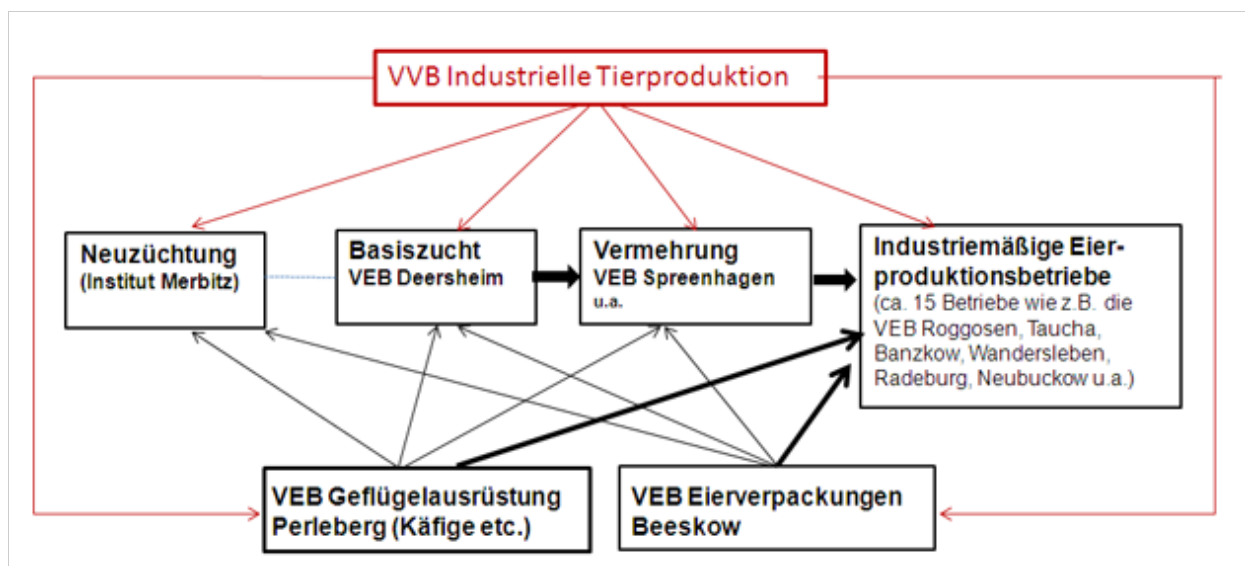 VVB Industrielle Tierproduktion
Neuzüchtung
(Institut Merbitz)
Basiszucht
VEB Deersheim
Vermehrung
VEB Spreenhagen
u.a.
Industriemäßige Eier-
produktionsbetriebe
(ca. 15 Betriebe wie z.B. die
VEB Roggosen, Taucha,
Banzkow, Wandersleben,
Radeburg, Neubuckow u.a.)
VEB Geflügelausrüstung
Perleberg (Käfige etc.)
VEB Eierverpackungen
Beeskow